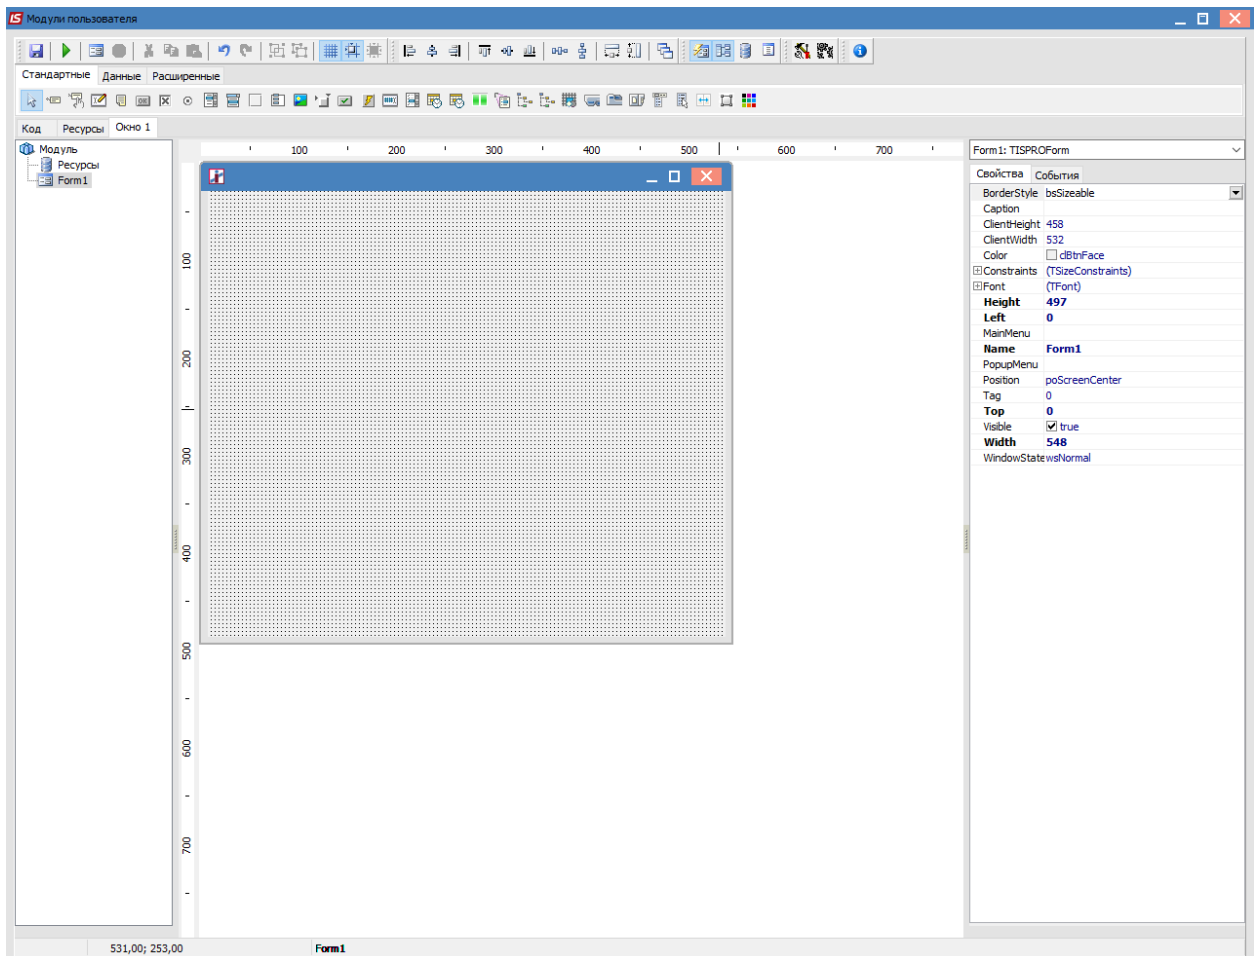 Модули пользователя
Стандартные Данные Расширенные
Код Ресурсы Окно 1
Модуль
Ресурсы
Form1
100 200 300 400 500 600 700
100
200
300
400
500
600
700
Form1: TISPROForm
Свойства События
BorderStyle bsSizeable
Caption
ClientHeight 458
ClientWidth 532
Color clBtnFace
Constraints (TSizeConstraints)
Font (TFont)
Height 497
Left 0
MainMenu
Name Form1
PopupMenu
Position poScreenCenter
Tag 0
Top 0
Visible true
Width 548
WindowState wsNormal
531,00; 253,00 Form1